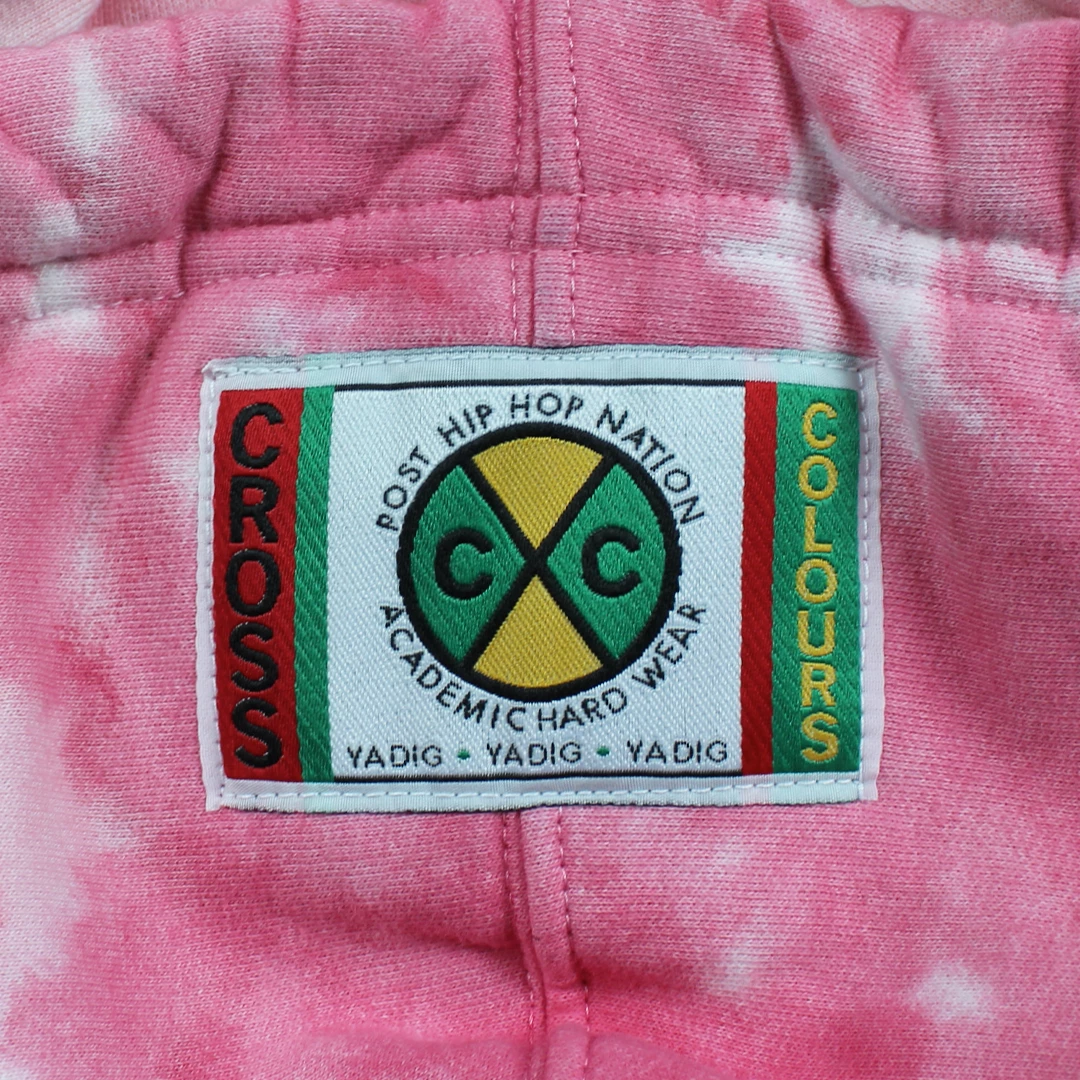 CROSS
POST HIP HOP NATION
C C
ACADEMIC HARD WEAR
YADIG • YADIG • YADIG
COLOURS